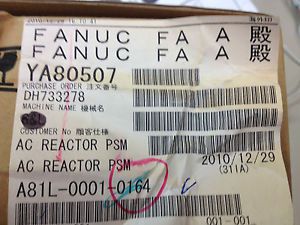 FANUC FA A 殿
FANUC FA A 殿
YA80507
PURCHASE ORDER 注文番号
DH733278
MACHINE NAME 機械名
CUSTOMER No 顧客仕様
AC REACTOR PSM
AC REACTOR PSM
2010/12/29
(311A)
A81L-0001-0164
001-001